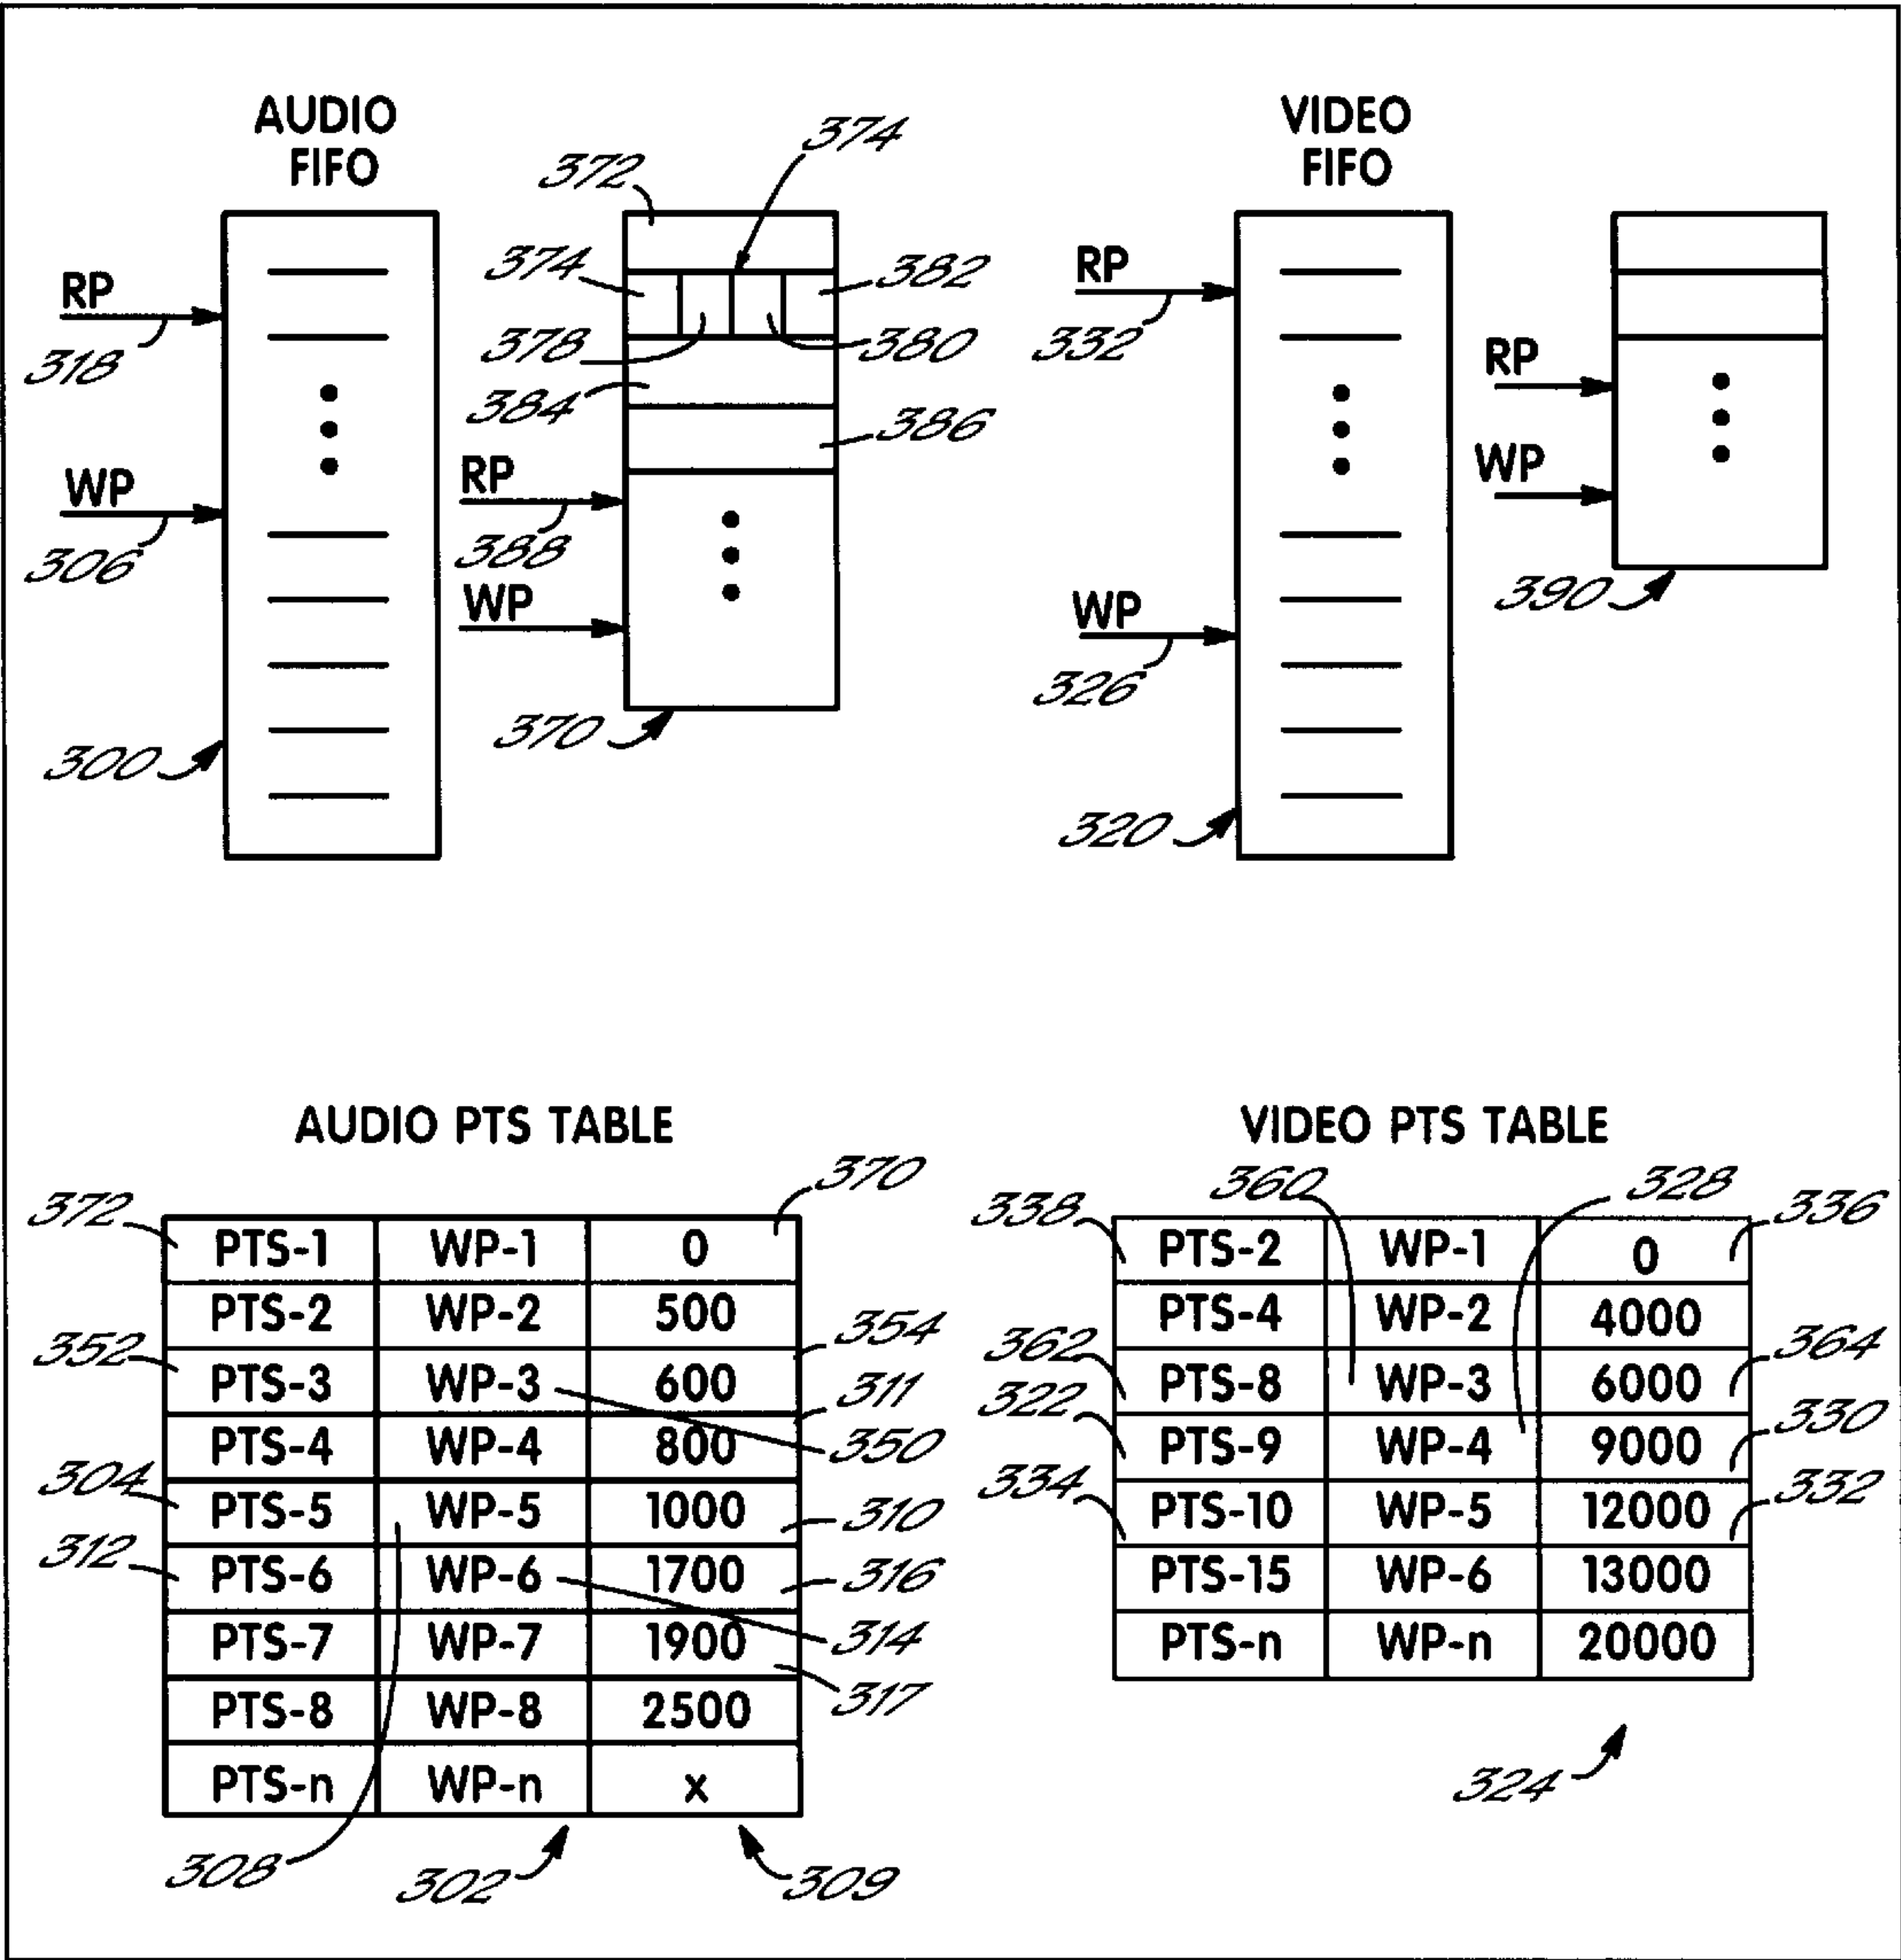 AUDIO
FIFO
VIDEO
FIFO
372
374
374
382
RP
318
378
380
384
386
WP
306
RP
388
WP
300
370
RP
332
RP
WP
WP
326
390
320
AUDIO PTS TABLE
372
370
PTS-1 WP-1 0
PTS-2 WP-2 500
352
354
PTS-3 WP-3 600
311
PTS-4 WP-4 800
350
304
PTS-5 WP-5 1000
310
312
PTS-6 WP-6 1700
316
PTS-7 WP-7 1900
314
317
PTS-8 WP-8 2500
PTS-n WP-n x
308
302
309
VIDEO PTS TABLE
338
360
328
336
PTS-2 WP-1 0
PTS-4 WP-2 4000
362
364
PTS-8 WP-3 6000
322
330
PTS-9 WP-4 9000
334
332
PTS-10 WP-5 12000
PTS-15 WP-6 13000
PTS-n WP-n 20000
324